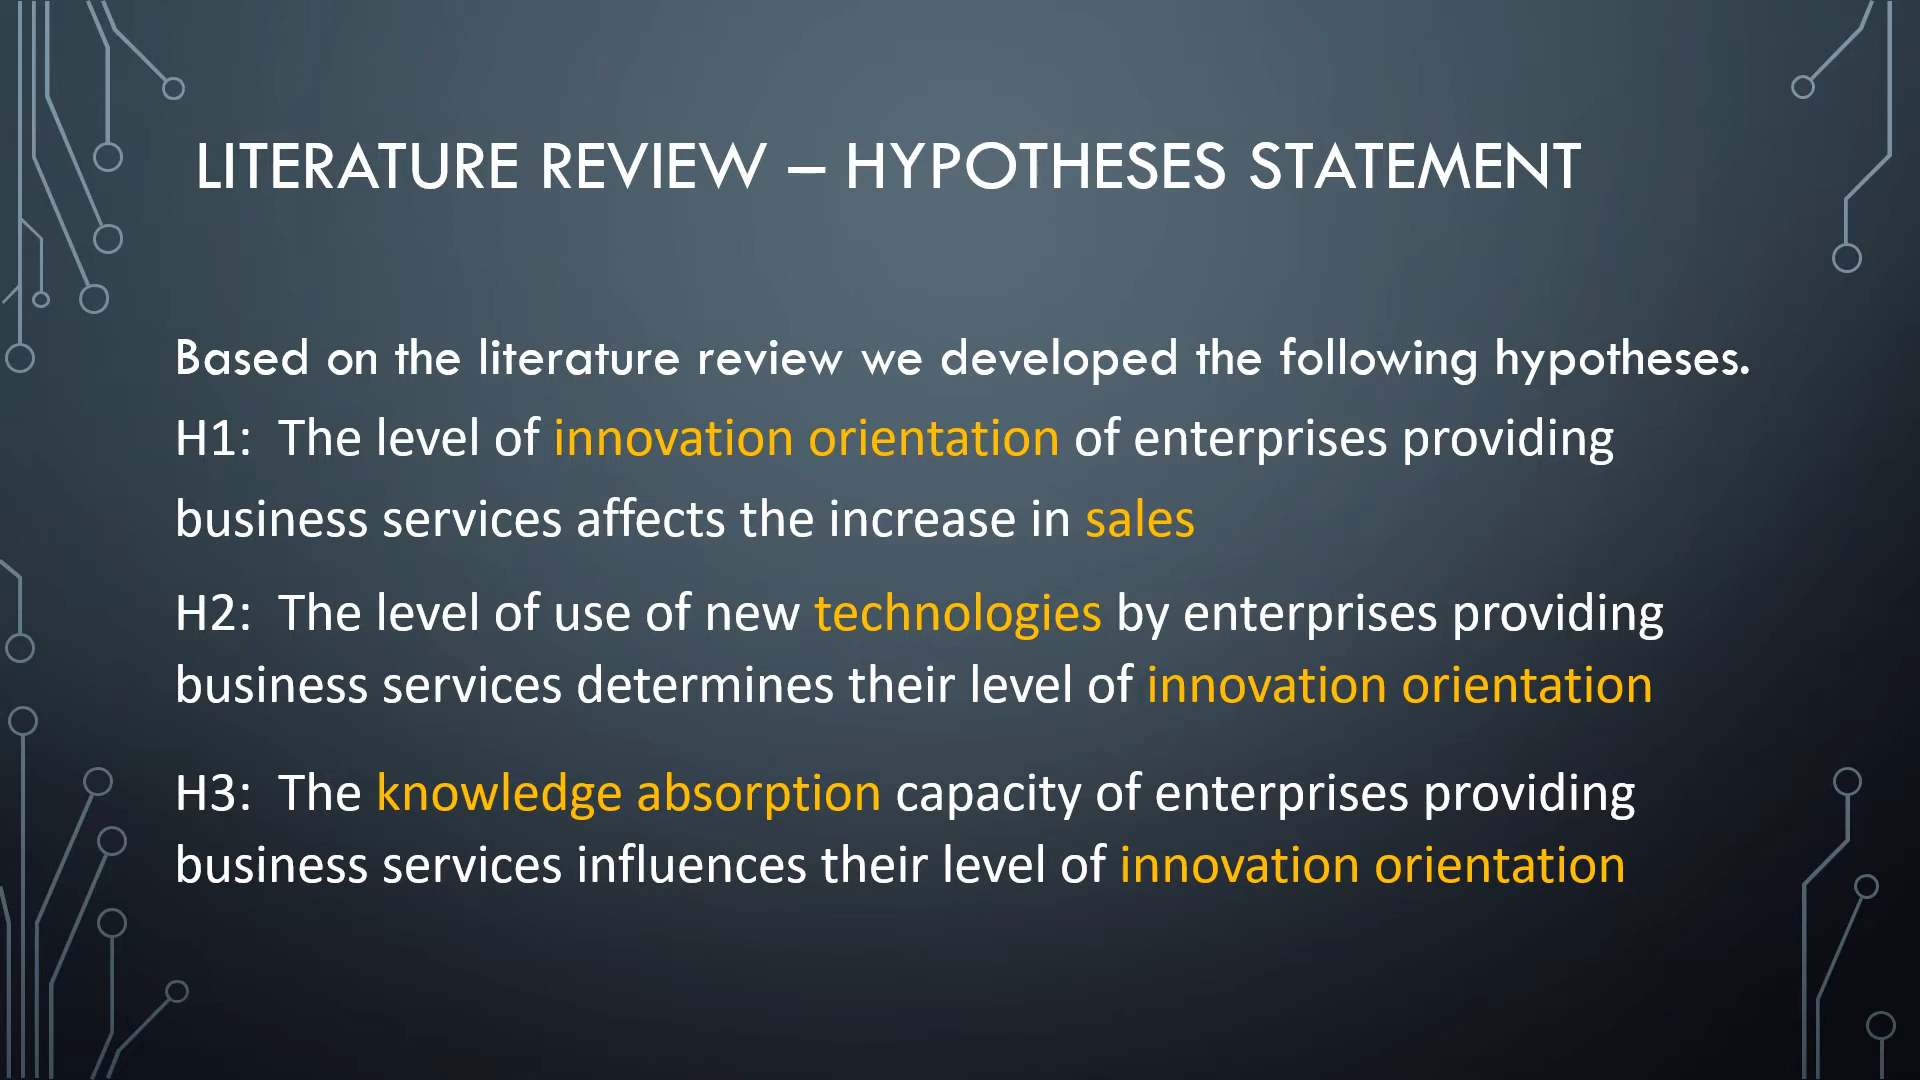 LITERATURE REVIEW – HYPOTHESES STATEMENT
Based on the literature review we developed the following hypotheses.
H1: The level of innovation orientation of enterprises providing
business services affects the increase in sales
H2: The level of use of new technologies by enterprises providing
business services determines their level of innovation orientation
H3: The knowledge absorption capacity of enterprises providing
business services influences their level of innovation orientation